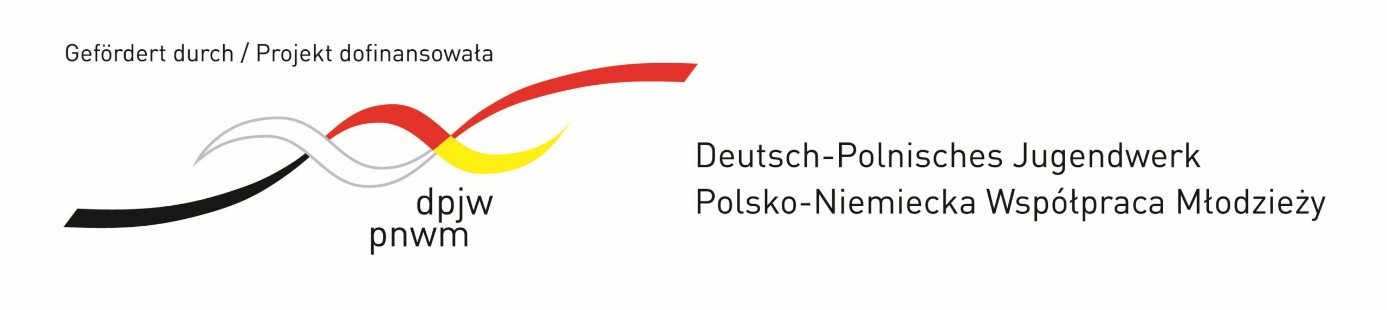 Gefördert durch / Projekt dofinansowała
dpjw
pnwm
Deutsch-Polnisches Jugendwerk
Polsko-Niemiecka Współpraca Młodzieży